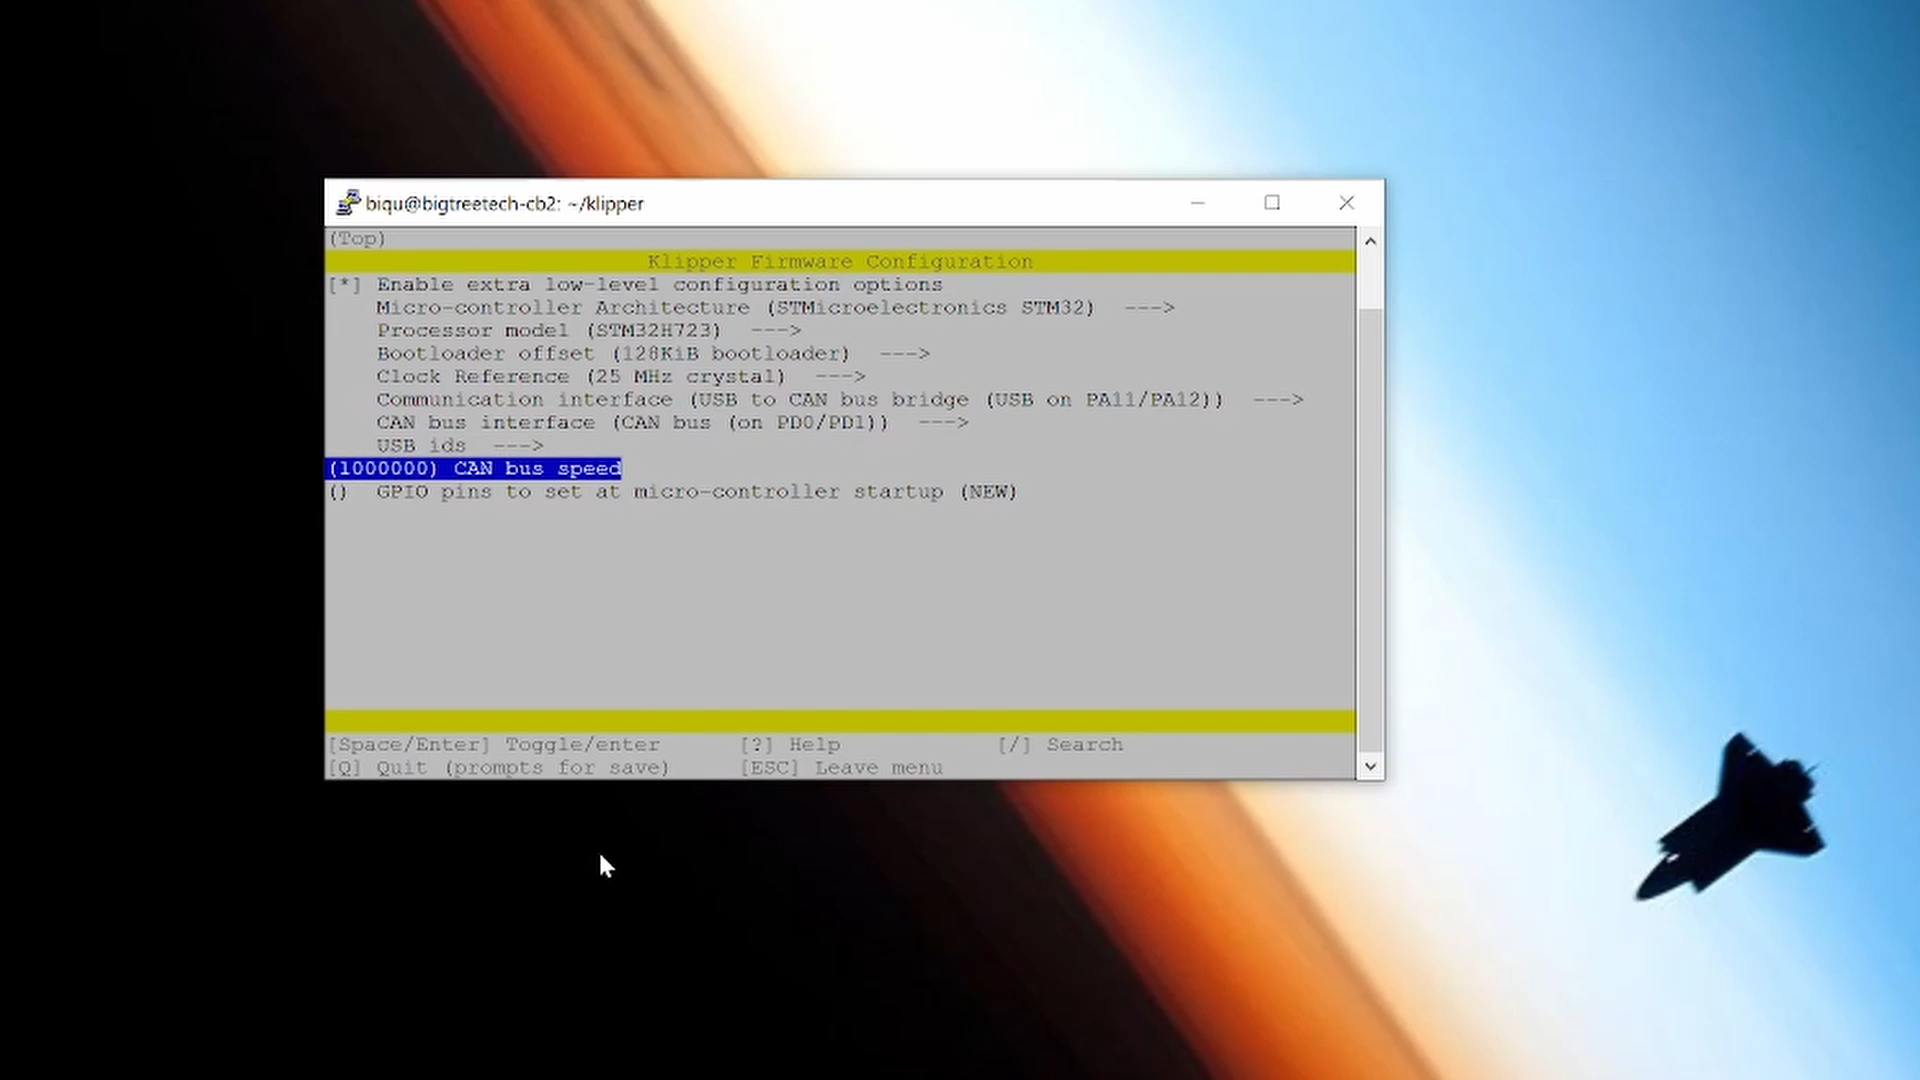 biqu@bigtreetech-cb2: ~/klipper
(Top)
Klipper Firmware Configuration
[*] Enable extra low-level configuration options
Micro-controller Architecture (STMicroelectronics STM32) --->
Processor model (STM32H723) --->
Bootloader offset (128KiB bootloader) --->
Clock Reference (25 MHz crystal) --->
Communication interface (USB to CAN bus bridge (USB on PA11/PA12)) --->
CAN bus interface (CAN bus (on PD0/PD1)) --->
USB ids --->
(1000000) CAN bus speed
() GPIO pins to set at micro-controller startup (NEW)
[Space/Enter] Toggle/enter [?] Help [/] Search
[Q] Quit (prompts for save) [ESC] Leave menu